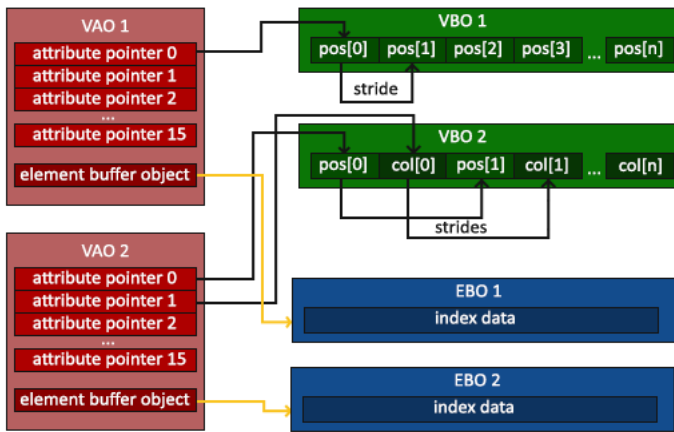 VAO 1
attribute pointer 0
attribute pointer 1
attribute pointer 2
...
attribute pointer 15
element buffer object
VBO 1
pos[0] pos[1] pos[2] pos[3] ... pos[n]
stride
VBO 2
pos[0] col[0] pos[1] col[1] ... col[n]
strides
VAO 2
attribute pointer 0
attribute pointer 1
attribute pointer 2
...
attribute pointer 15
element buffer object
EBO 1
index data
EBO 2
index data